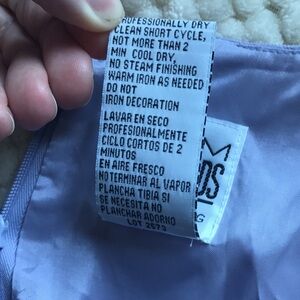 PROFESSIONALLY DRY
CLEAN SHORT CYCLE,
NOT MORE THAN 2
MIN COOL DRY,
NO STEAM FINISHING
WARM IRON AS NEEDED
DO NOT
IRON DECORATION
LAVAR EN SECO
PROFESIONALMENTE
CICLO CORTOS DE 2
MINUTOS
EN AIRE FRESCO
NO TERMINAR AL VAPOR
PLANCHA TIBIA SI
SE NECESITA NO
PLANCHAR ADORNO
LOT 2573